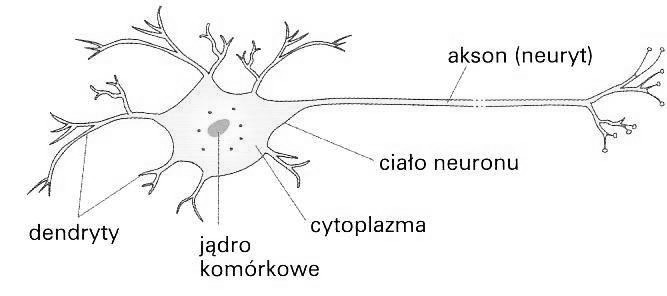 akson (neuryt)
ciało neuronu
cytoplazma
dendryty
jądro
komórkowe